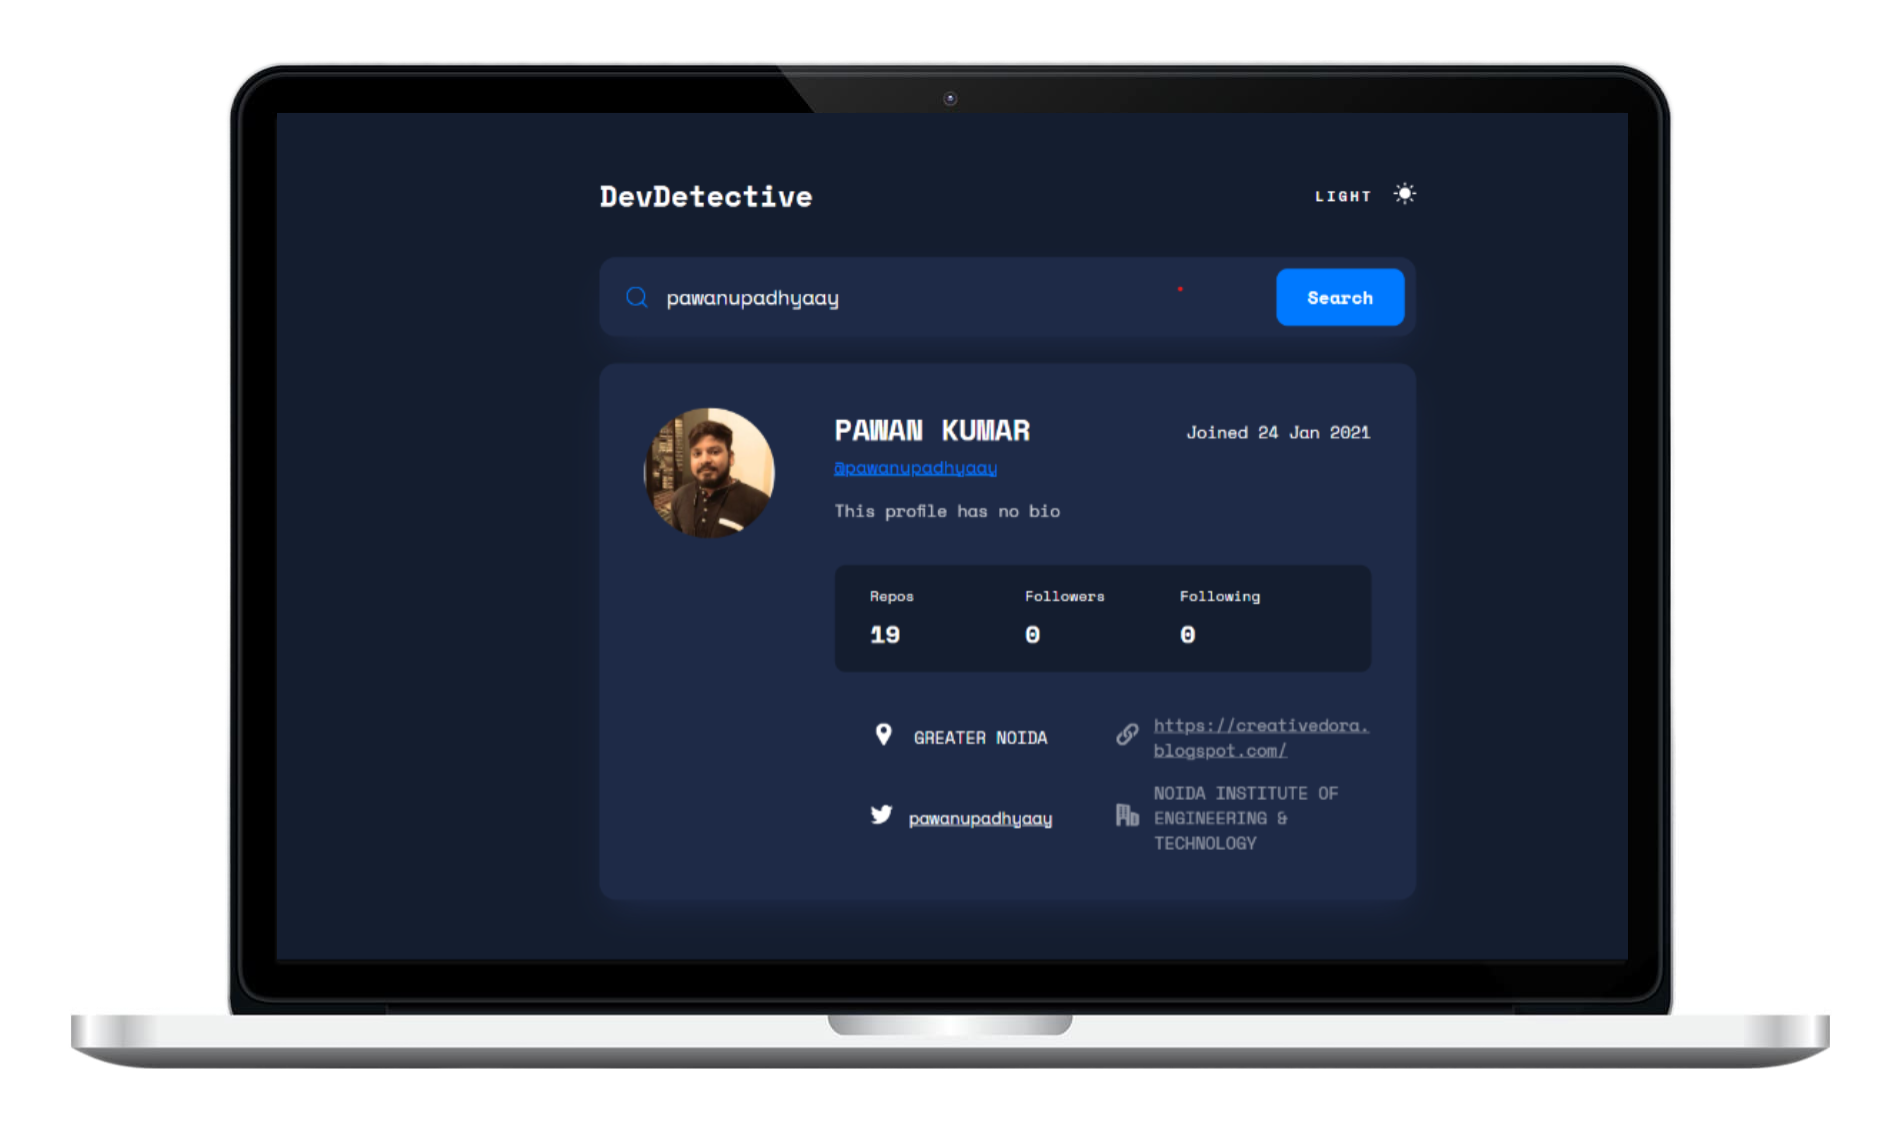 DevDetective
LIGHT
pawanupadhyaay
Search
PAWAN KUMAR
Joined 24 Jan 2021
@pawanupadhyaay
This profile has no bio
Repos Followers Following
19 0 0
GREATER NOIDA
https://creativedora.
blogspot.com/
pawanupadhyaay
NOIDA INSTITUTE OF
ENGINEERING &
TECHNOLOGY